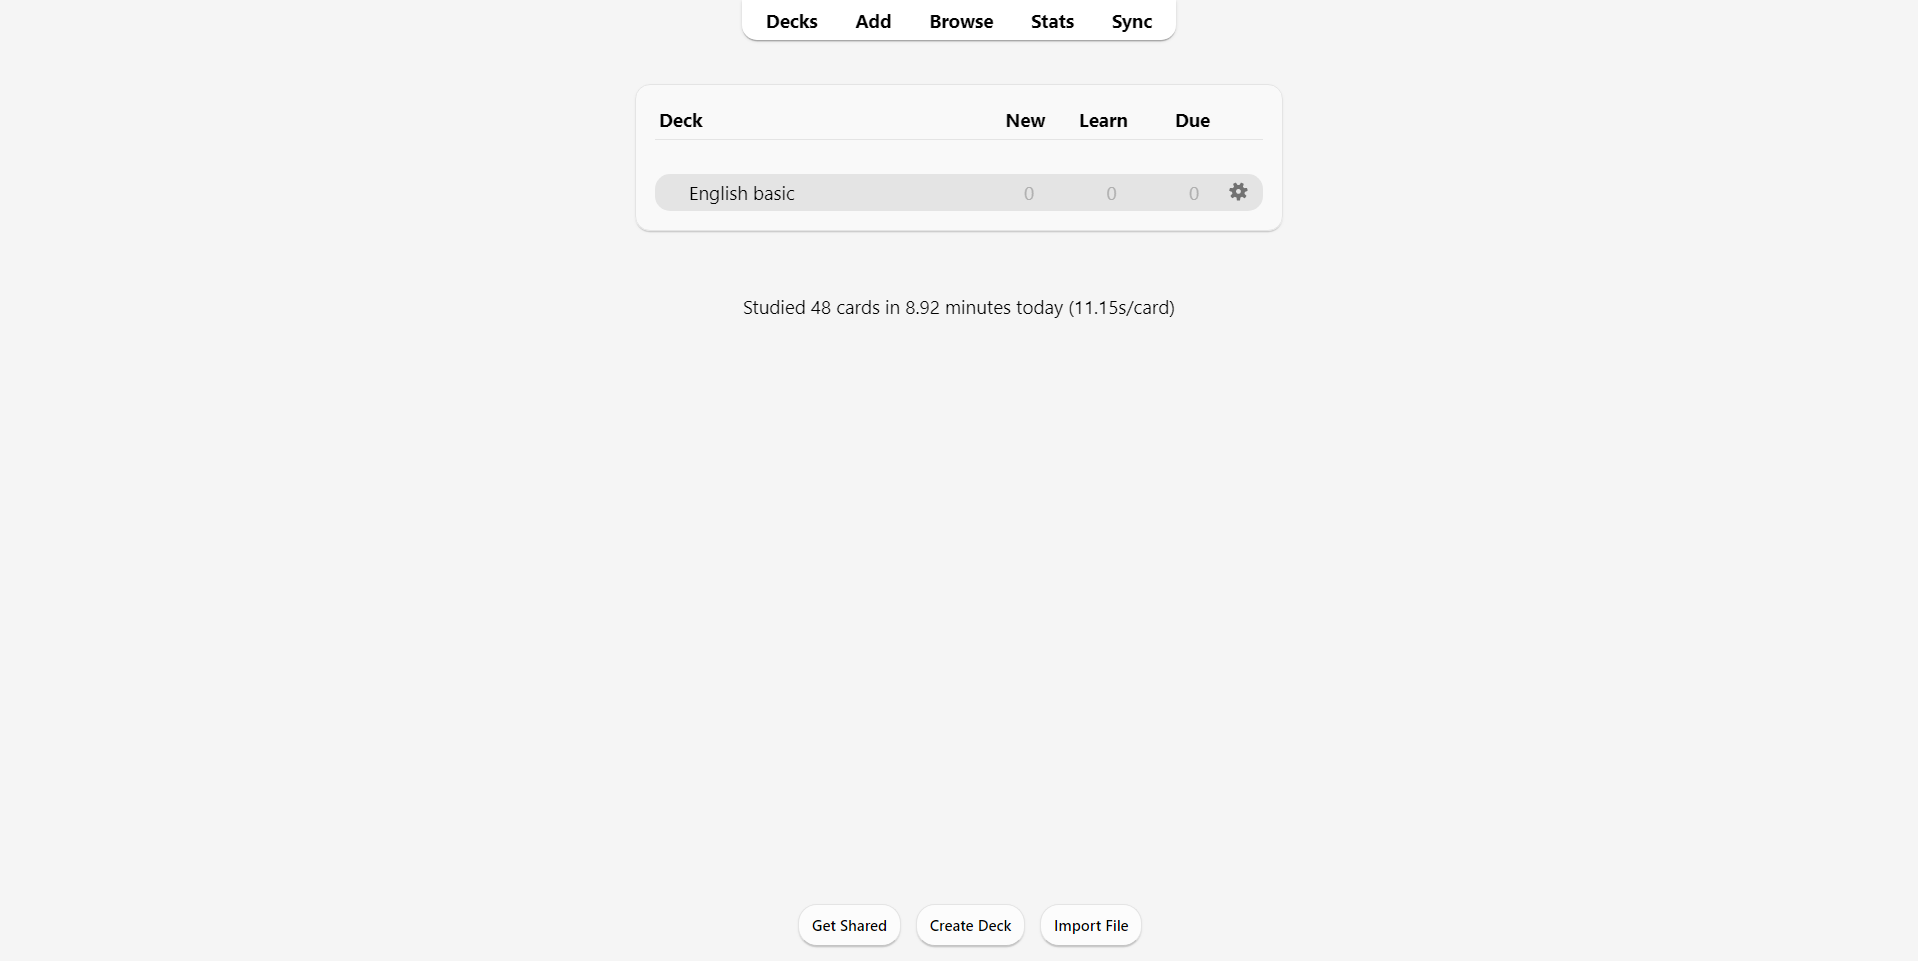 Decks Add Browse Stats Sync
Deck New Learn Due
English basic 0 0 0
Studied 48 cards in 8.92 minutes today (11.15s/card)
Get Shared Create Deck Import File